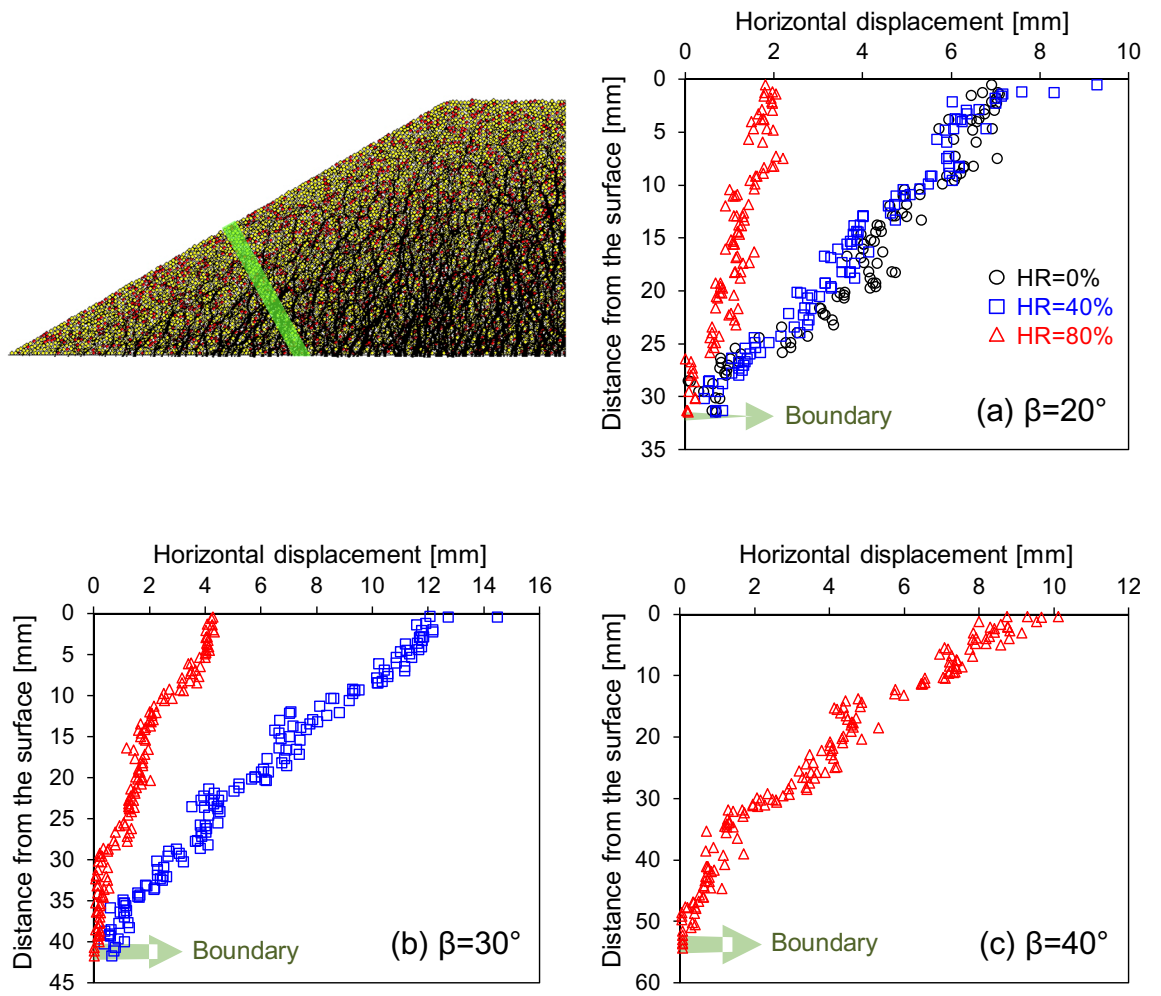 Horizontal displacement [mm]
0 2 4 6 8 10
Distance from the surface [mm]
0
5
10
15
20
25
30
35
HR=0%
HR=40%
HR=80%
Boundary
(a) β=20°
Horizontal displacement [mm]
0 2 4 6 8 10 12 14 16
Distance from the surface [mm]
0
5
10
15
20
25
30
35
40
45
Boundary
(b) β=30°
Horizontal displacement [mm]
0 2 4 6 8 10 12
Distance from the surface [mm]
0
10
20
30
40
50
60
Boundary
(c) β=40°